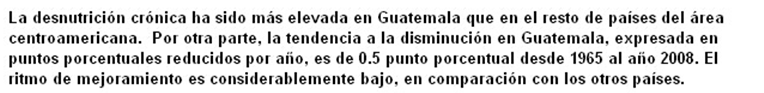 La desnutrición crónica ha sido más elevada en Guatemala que en el resto de países del área
centroamericana.  Por otra parte, la tendencia a la disminución en Guatemala, expresada en
puntos porcentuales reducidos por año, es de 0.5 punto porcentual desde 1965 al año 2008. El
ritmo de mejoramiento es considerablemente bajo, en comparación con los otros países.